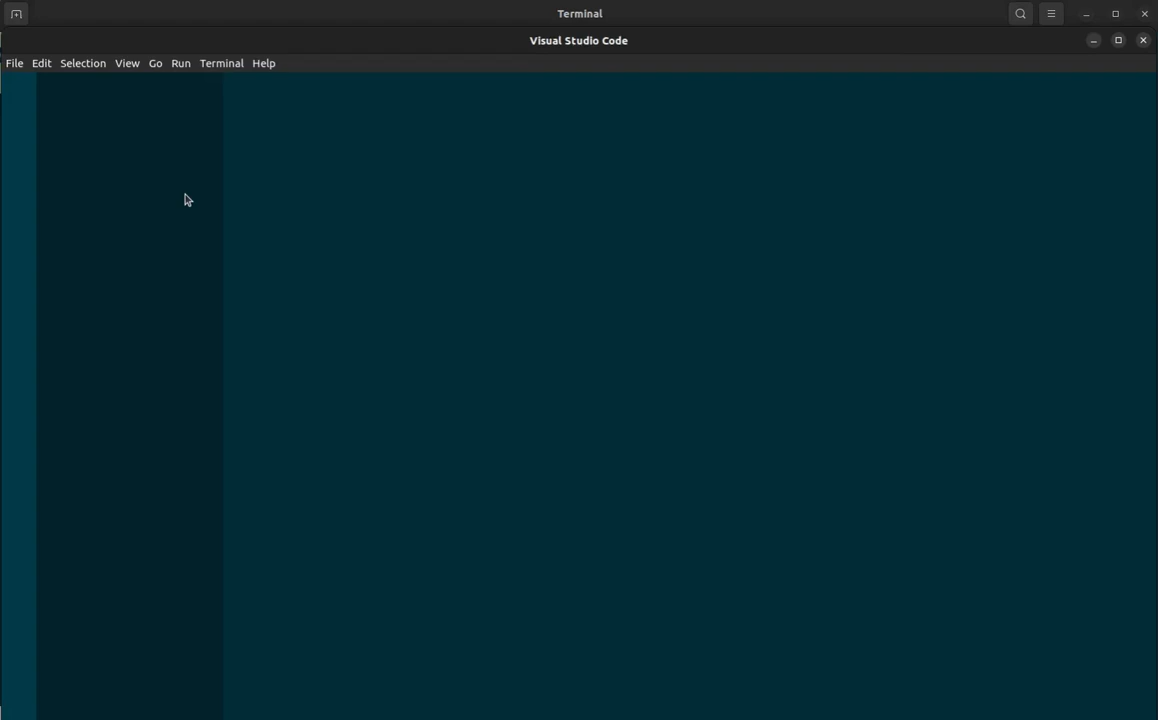 Terminal
Visual Studio Code
File Edit Selection View Go Run Terminal Help